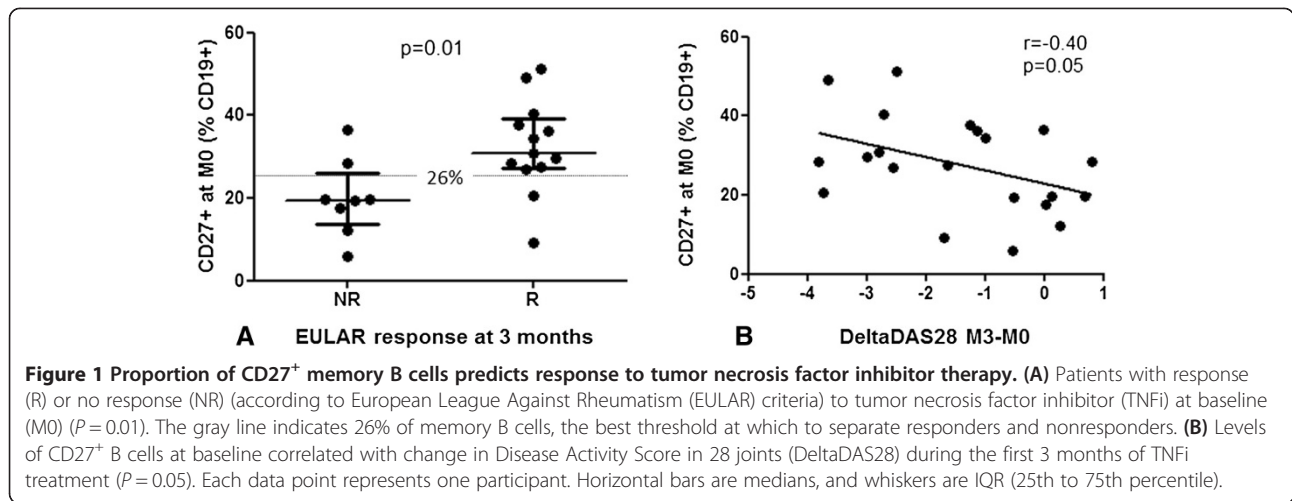 60
40
20
0
CD27+ at M0 (% CD19+)
p=0.01
26%
NR
R
A EULAR response at 3 months
60
40
20
0
CD27+ at M0 (% CD19+)
r=-0.40
p=0.05
-5 -4 -3 -2 -1 0 1
B DeltaDAS28 M3-M0
Figure 1 Proportion of CD27⁺ memory B cells predicts response to tumor necrosis factor inhibitor therapy. (A) Patients with response
(R) or no response (NR) (according to European League Against Rheumatism (EULAR) criteria) to tumor necrosis factor inhibitor (TNFi) at baseline
(M0) (P = 0.01). The gray line indicates 26% of memory B cells, the best threshold at which to separate responders and nonresponders. (B) Levels
of CD27⁺ B cells at baseline correlated with change in Disease Activity Score in 28 joints (DeltaDAS28) during the first 3 months of TNFi
treatment (P = 0.05). Each data point represents one participant. Horizontal bars are medians, and whiskers are IQR (25th to 75th percentile).